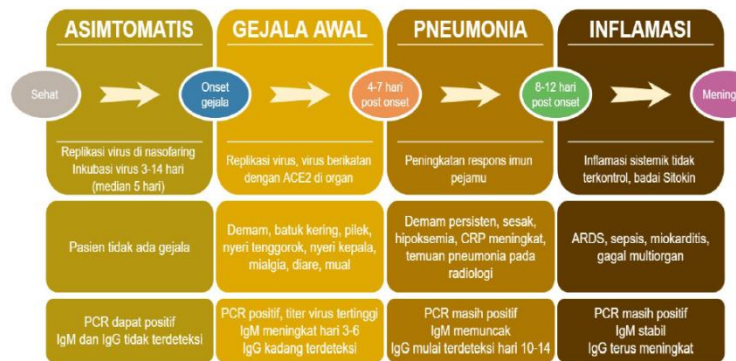 ASIMTOMATIS
GEJALA AWAL
PNEUMONIA
INFLAMASI
Sehat
Onset
gejala
4-7 hari
post onset
8-12 hari
post onset
Mening
Replikasi virus di nasofaring
Inkubasi virus 3-14 hari
(median 5 hari)
Replikasi virus, virus berikatan
dengan ACE2 di organ
Peningkatan respons imun
pejamu
Inflamasi sistemik tidak
terkontrol, badai Sitokin
Pasien tidak ada gejala
Demam, batuk kering, pilek,
nyeri tenggorok, nyeri kepala,
mialgia, diare, mual
Demam persisten, sesak,
hipoksemia, CRP meningkat,
temuan pneumonia pada
radiologi
ARDS, sepsis, miokarditis,
gagal multiorgan
PCR dapat positif
IgM dan IgG tidak terdeteksi
PCR positif, titer virus tertinggi
IgM meningkat hari 3-6
IgG kadang terdeteksi
PCR masih positif
IgM memuncak
IgG mulai terdeteksi hari 10-14
PCR masih positif
IgM stabil
IgG terus meningkat